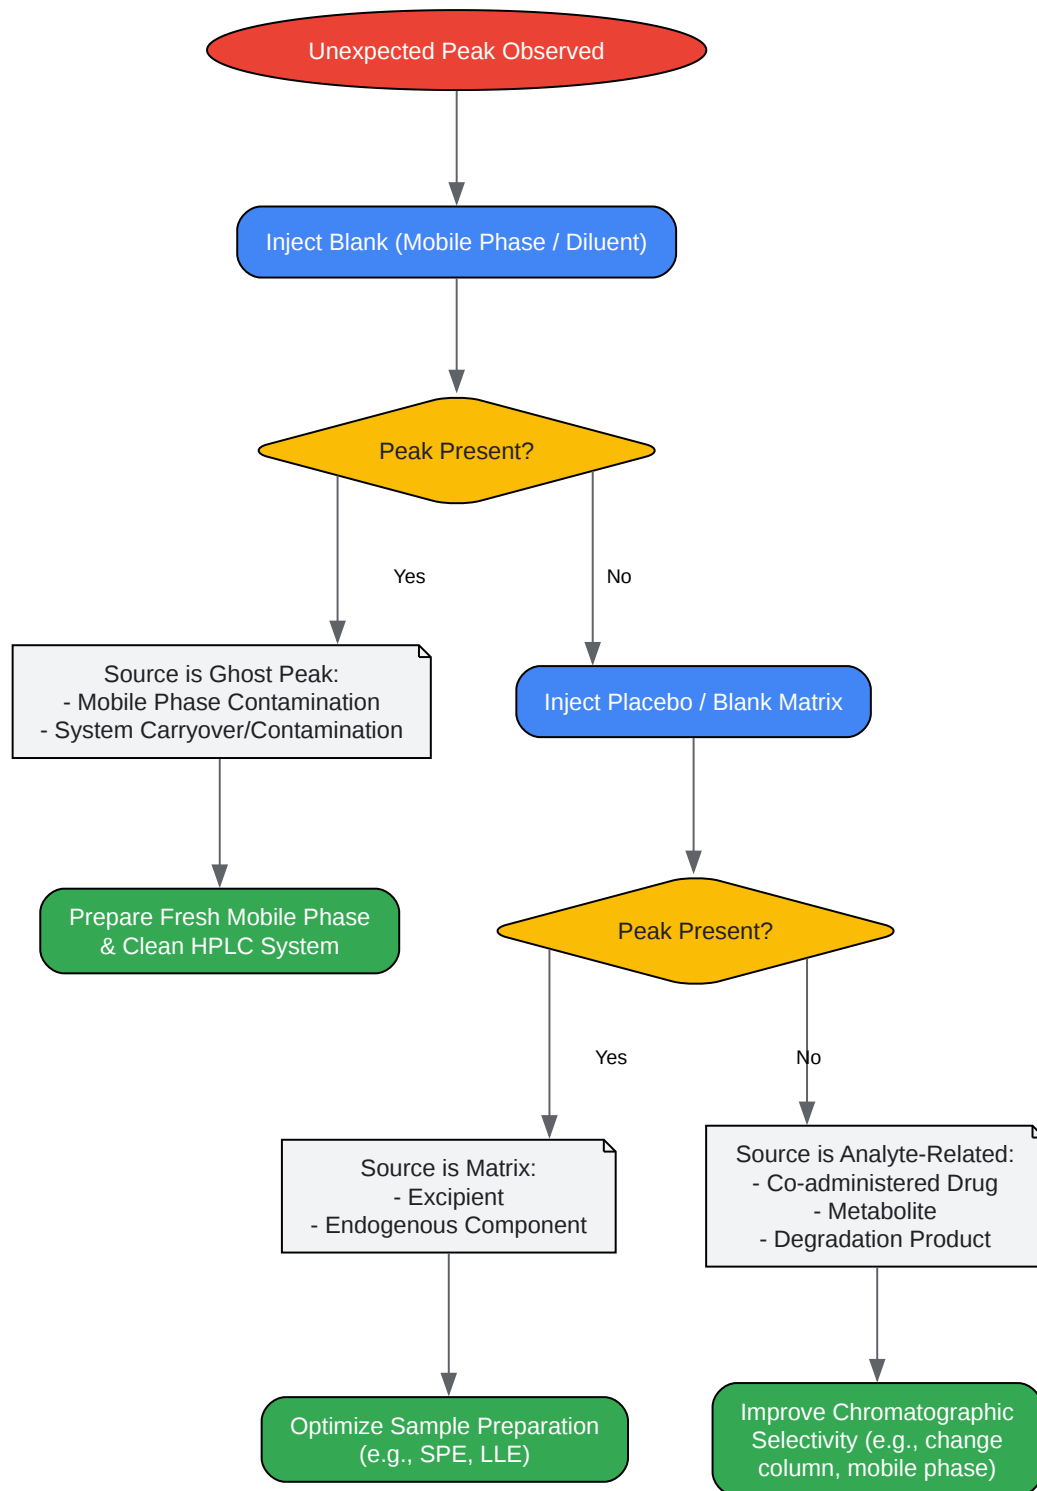 Unexpected Peak Observed
Inject Blank (Mobile Phase / Diluent)
Peak Present?
Yes
No
Source is Ghost Peak:
- Mobile Phase Contamination
- System Carryover/Contamination
Inject Placebo / Blank Matrix
Prepare Fresh Mobile Phase
& Clean HPLC System
Peak Present?
Yes
No
Source is Matrix:
- Excipient
- Endogenous Component
Source is Analyte-Related:
- Co-administered Drug
- Metabolite
- Degradation Product
Optimize Sample Preparation
(e.g., SPE, LLE)
Improve Chromatographic
Selectivity (e.g., change
column, mobile phase)